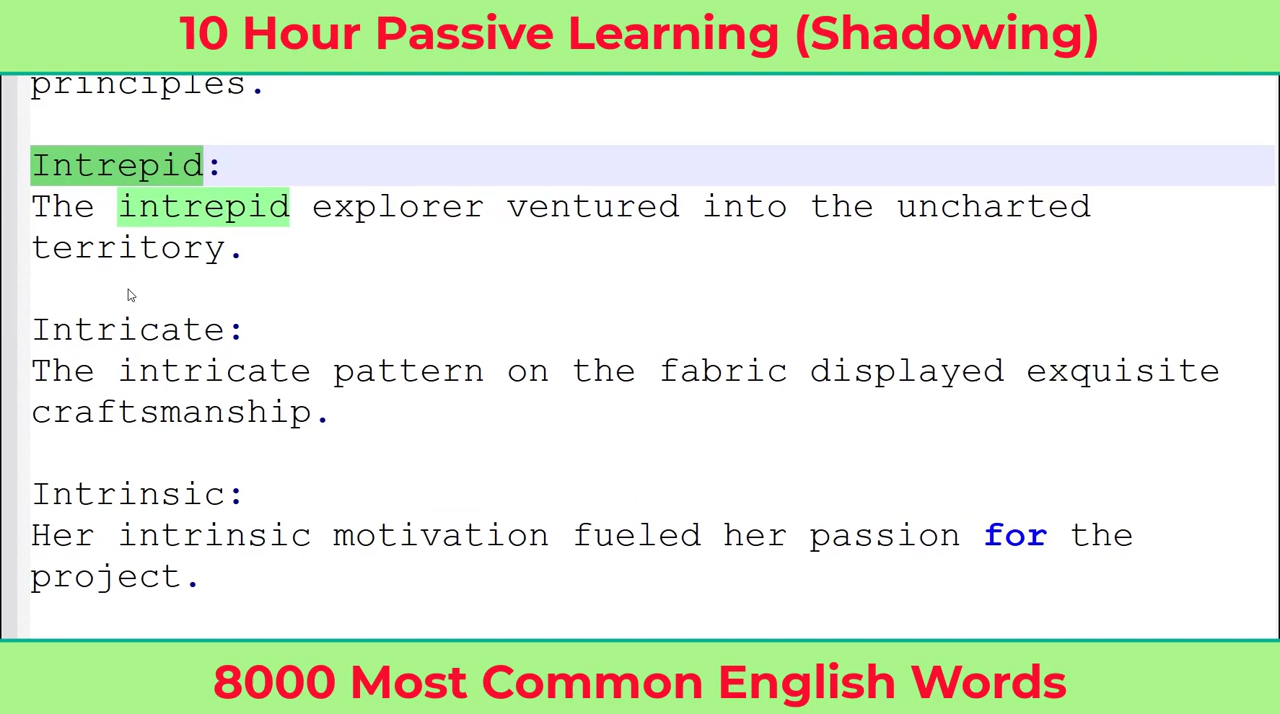 10 Hour Passive Learning (Shadowing)
principles.
Intrepid:
The intrepid explorer ventured into the uncharted
territory.
Intricate:
The intricate pattern on the fabric displayed exquisite
craftsmanship.
Intrinsic:
Her intrinsic motivation fueled her passion for the
project.
8000 Most Common English Words